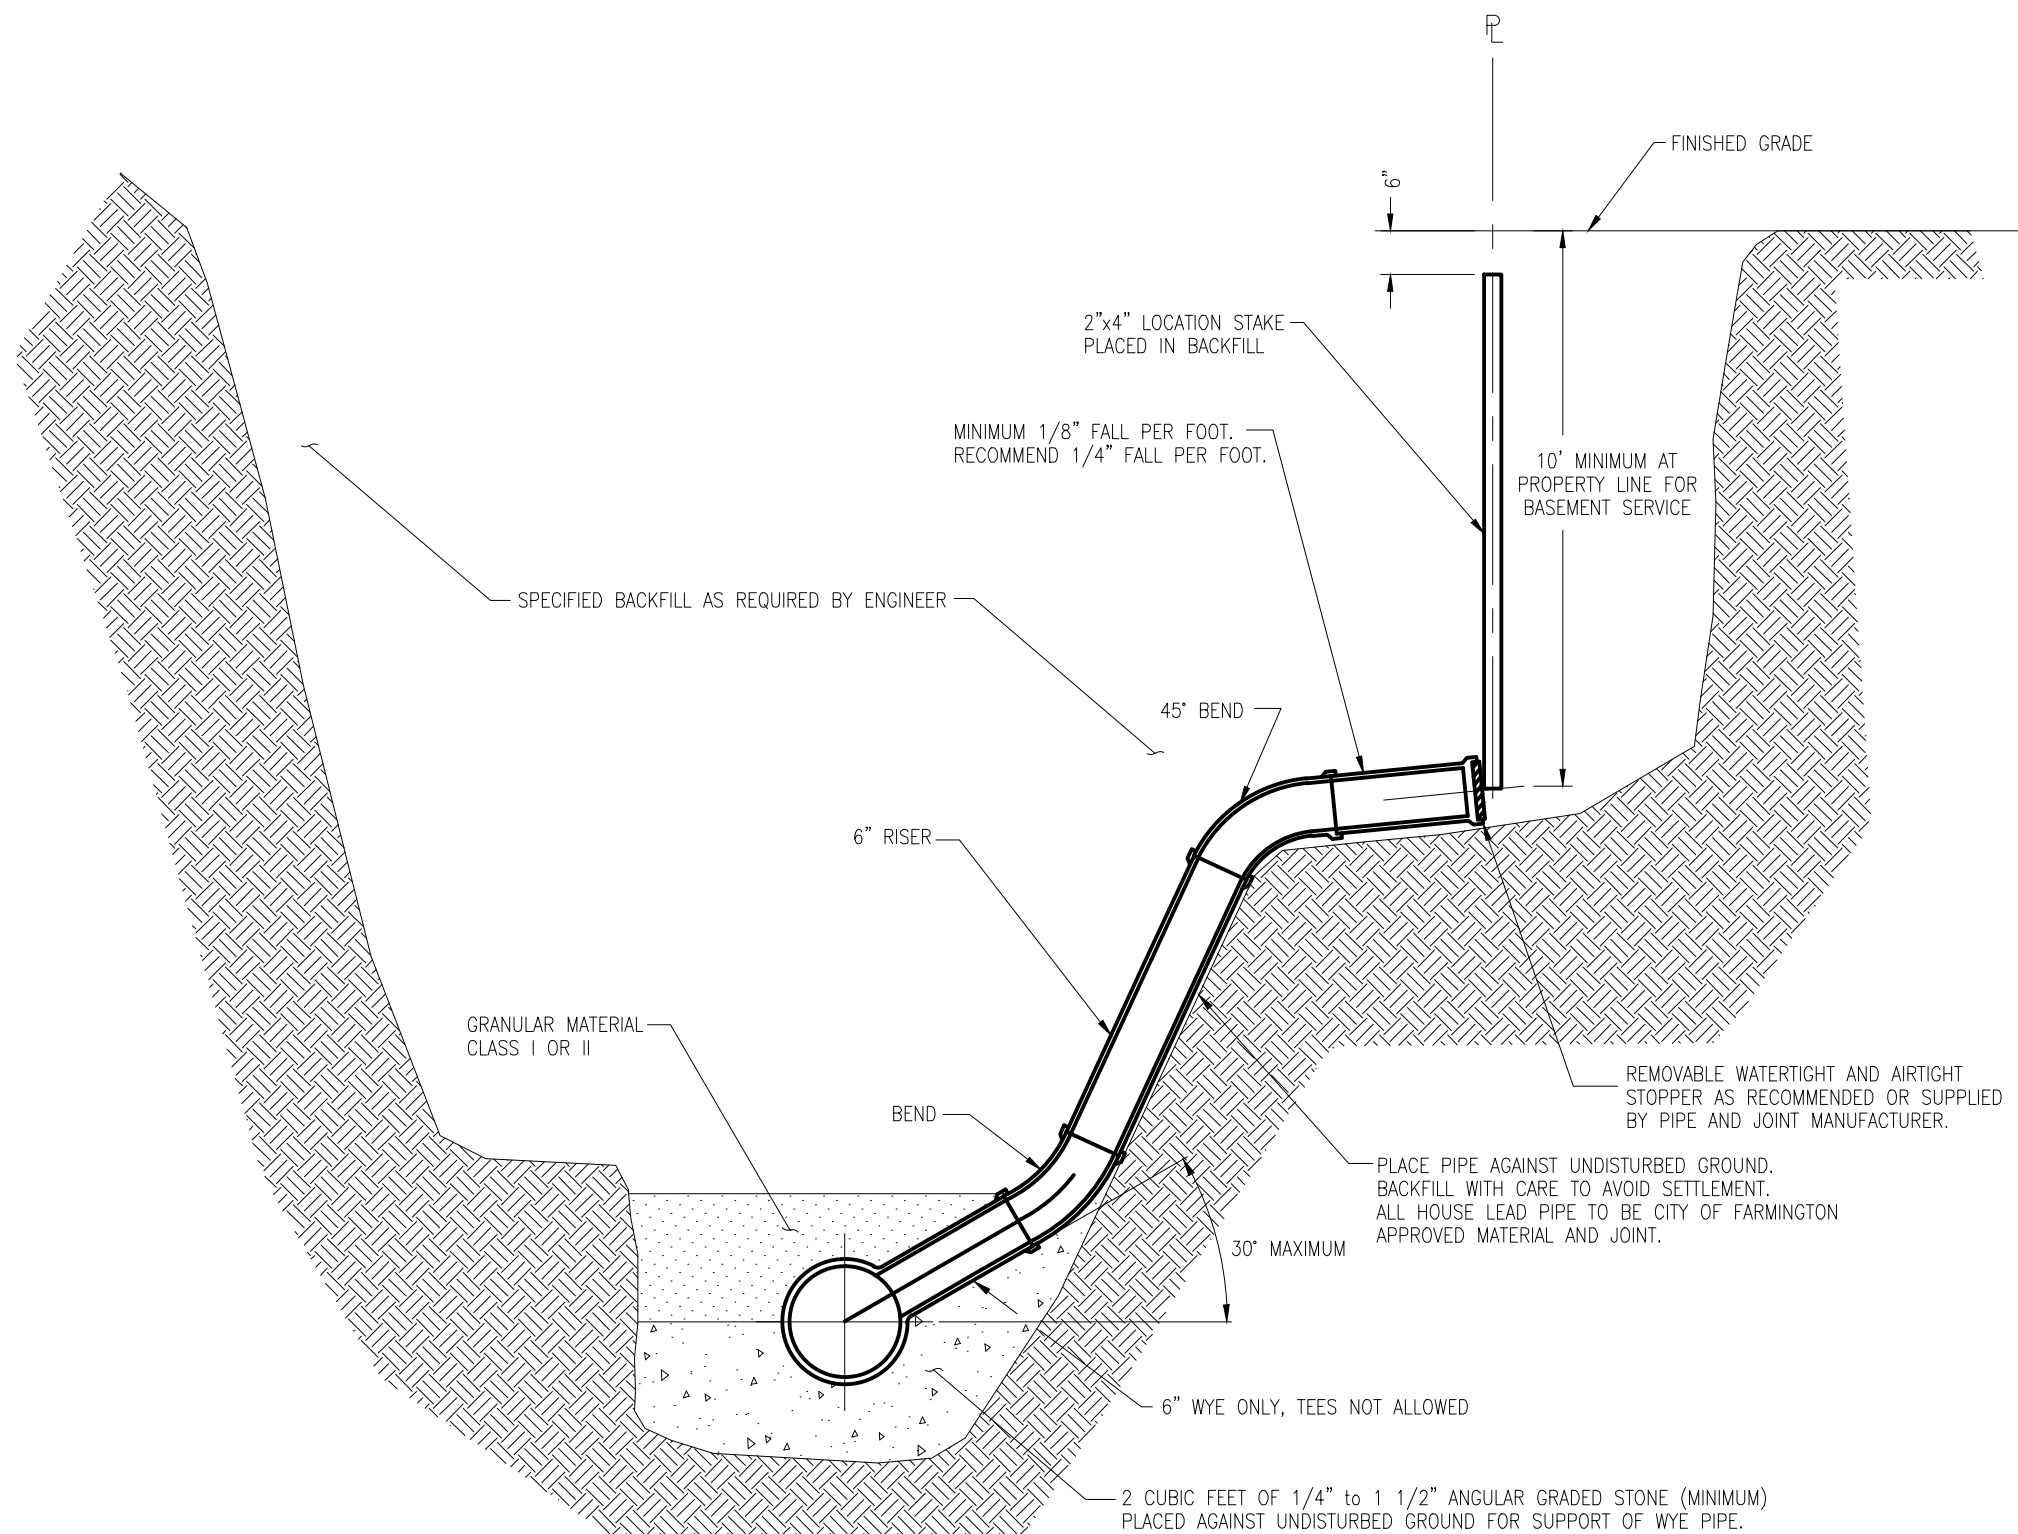 PL
FINISHED GRADE
6"
2"x4" LOCATION STAKE
PLACED IN BACKFILL
MINIMUM 1/8" FALL PER FOOT.
RECOMMEND 1/4" FALL PER FOOT.
10' MINIMUM AT
PROPERTY LINE FOR
BASEMENT SERVICE
SPECIFIED BACKFILL AS REQUIRED BY ENGINEER
45° BEND
6" RISER
GRANULAR MATERIAL
CLASS I OR II
BEND
REMOVABLE WATERTIGHT AND AIRTIGHT
STOPPER AS RECOMMENDED OR SUPPLIED
BY PIPE AND JOINT MANUFACTURER.
PLACE PIPE AGAINST UNDISTURBED GROUND.
BACKFILL WITH CARE TO AVOID SETTLEMENT.
ALL HOUSE LEAD PIPE TO BE CITY OF FARMINGTON
APPROVED MATERIAL AND JOINT.
30° MAXIMUM
6" WYE ONLY, TEES NOT ALLOWED
2 CUBIC FEET OF 1/4" to 1 1/2" ANGULAR GRADED STONE (MINIMUM)
PLACED AGAINST UNDISTURBED GROUND FOR SUPPORT OF WYE PIPE.